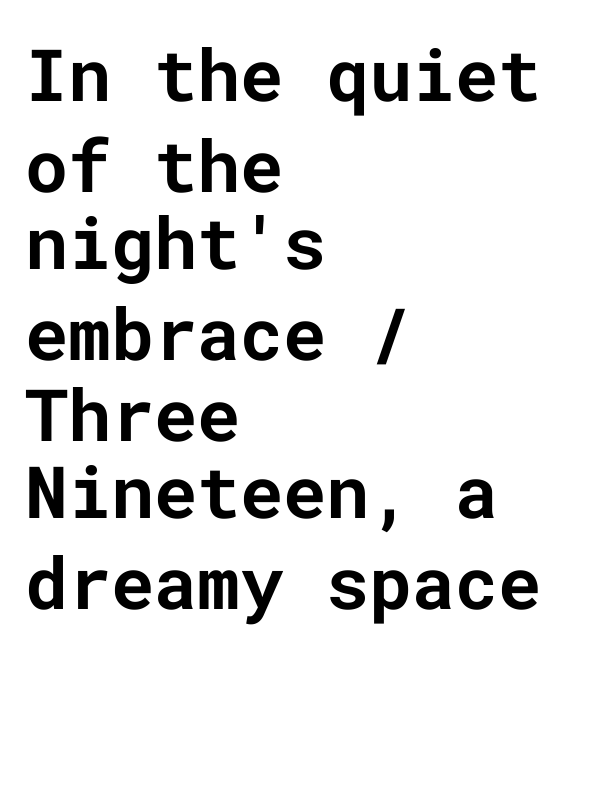 In the quiet
of the
night's
embrace /
Three
Nineteen, a
dreamy space